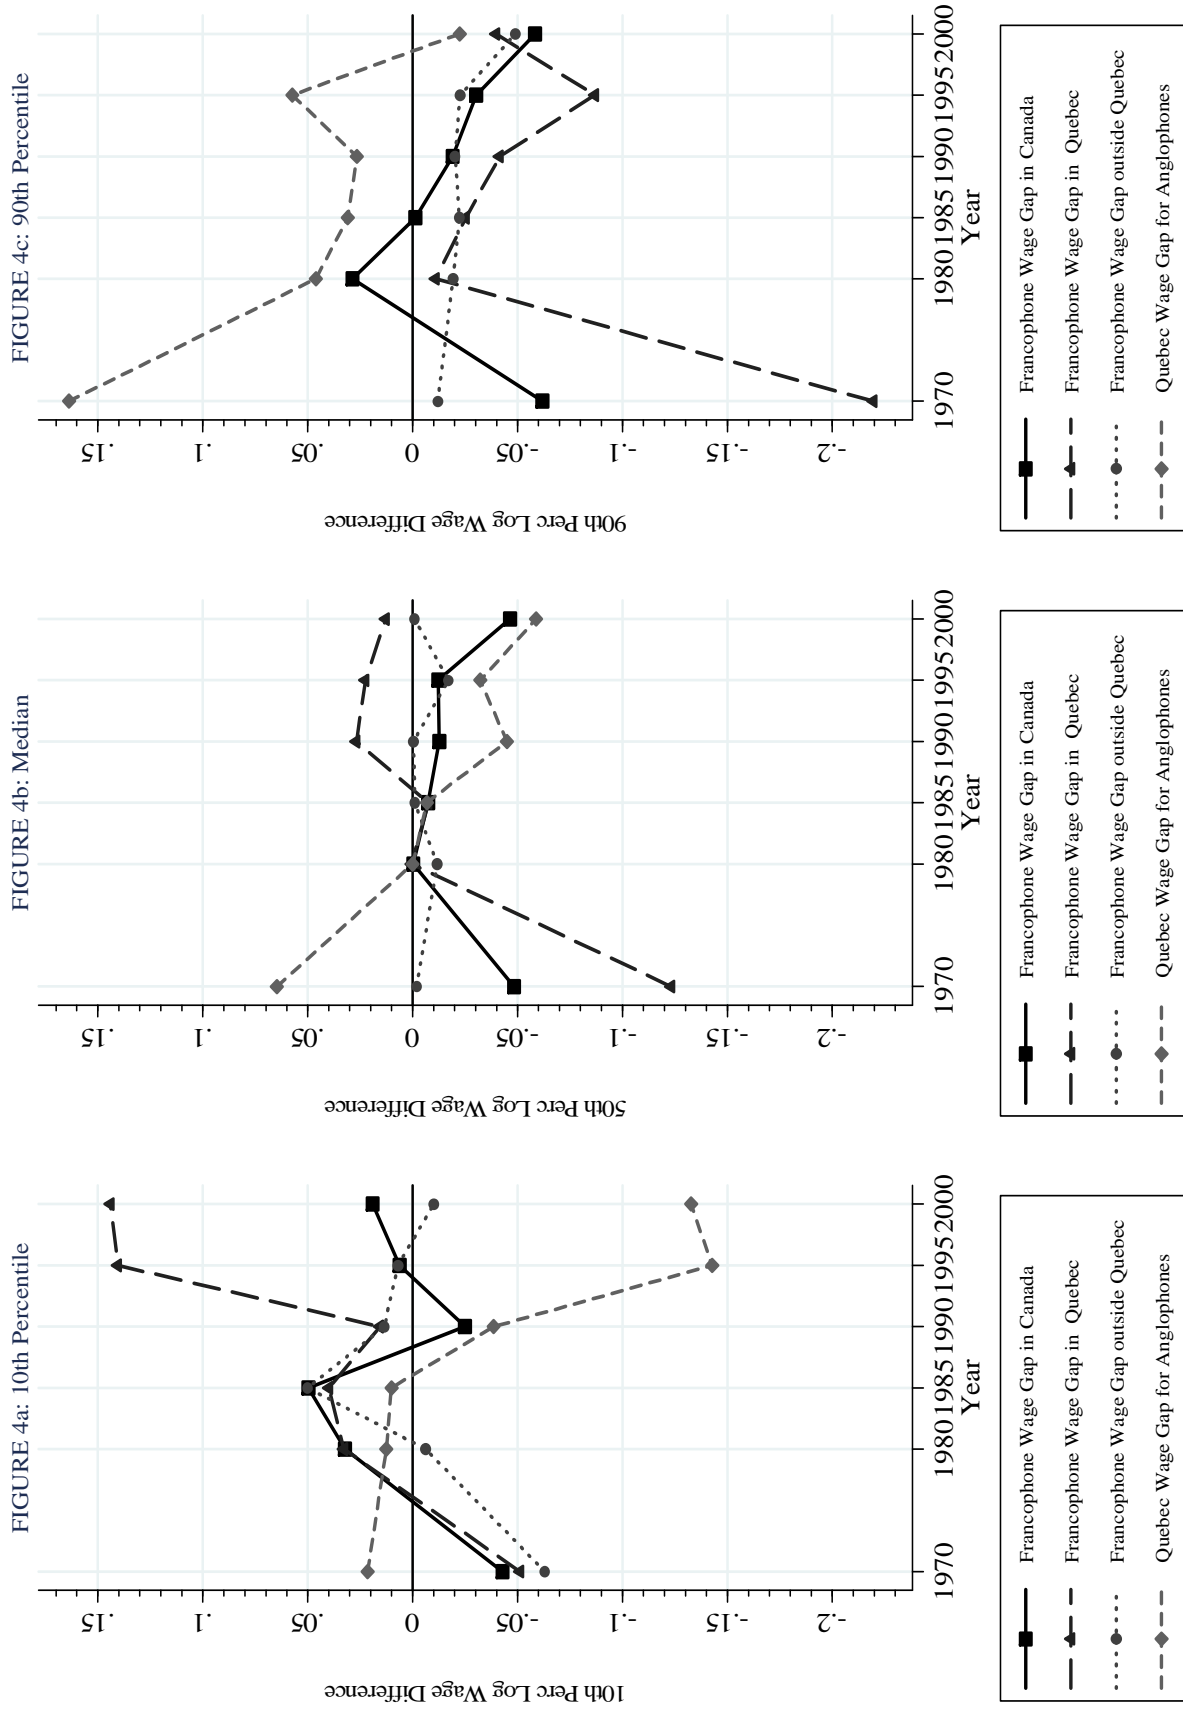 FIGURE 4a: 10th Percentile
10th Perc Log Wage Difference
.15
.1
.05
0
-.05
-.1
-.15
-.2
1970 1980 1985 1990 1995 2000
Year
Francophone Wage Gap in Canada
Francophone Wage Gap in Quebec
Francophone Wage Gap outside Quebec
Quebec Wage Gap for Anglophones
FIGURE 4b: Median
50th Perc Log Wage Difference
.15
.1
.05
0
-.05
-.1
-.15
-.2
1970 1980 1985 1990 1995 2000
Year
Francophone Wage Gap in Canada
Francophone Wage Gap in Quebec
Francophone Wage Gap outside Quebec
Quebec Wage Gap for Anglophones
FIGURE 4c: 90th Percentile
90th Perc Log Wage Difference
.15
.1
.05
0
-.05
-.1
-.15
-.2
1970 1980 1985 1990 1995 2000
Year
Francophone Wage Gap in Canada
Francophone Wage Gap in Quebec
Francophone Wage Gap outside Quebec
Quebec Wage Gap for Anglophones